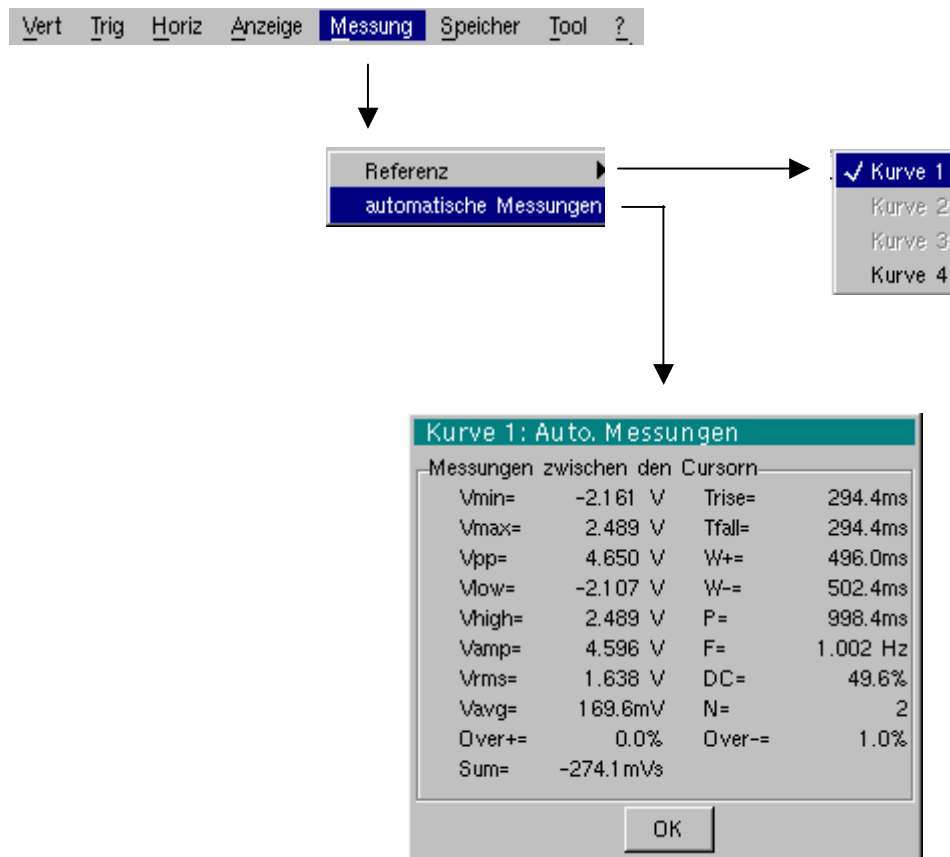 Vert Trig Horiz Anzeige Messung Speicher Tool ?
Referenz
automatische Messungen
Kurve 1
Kurve 2
Kurve 3
Kurve 4
Kurve 1: Auto. Messungen
Messungen zwischen den Cursorn
Vmin= -2.161 V Trise= 294.4ms
Vmax= 2.489 V Tfall= 294.4ms
Vpp= 4.650 V W+= 496.0ms
Vlow= -2.107 V W-= 502.4ms
Vhigh= 2.489 V P= 998.4ms
Vamp= 4.596 V F= 1.002 Hz
Vrms= 1.638 V DC= 49.6%
Vavg= 169.6mV N= 2
Over+= 0.0% Over-= 1.0%
Sum= -274.1mVs
OK